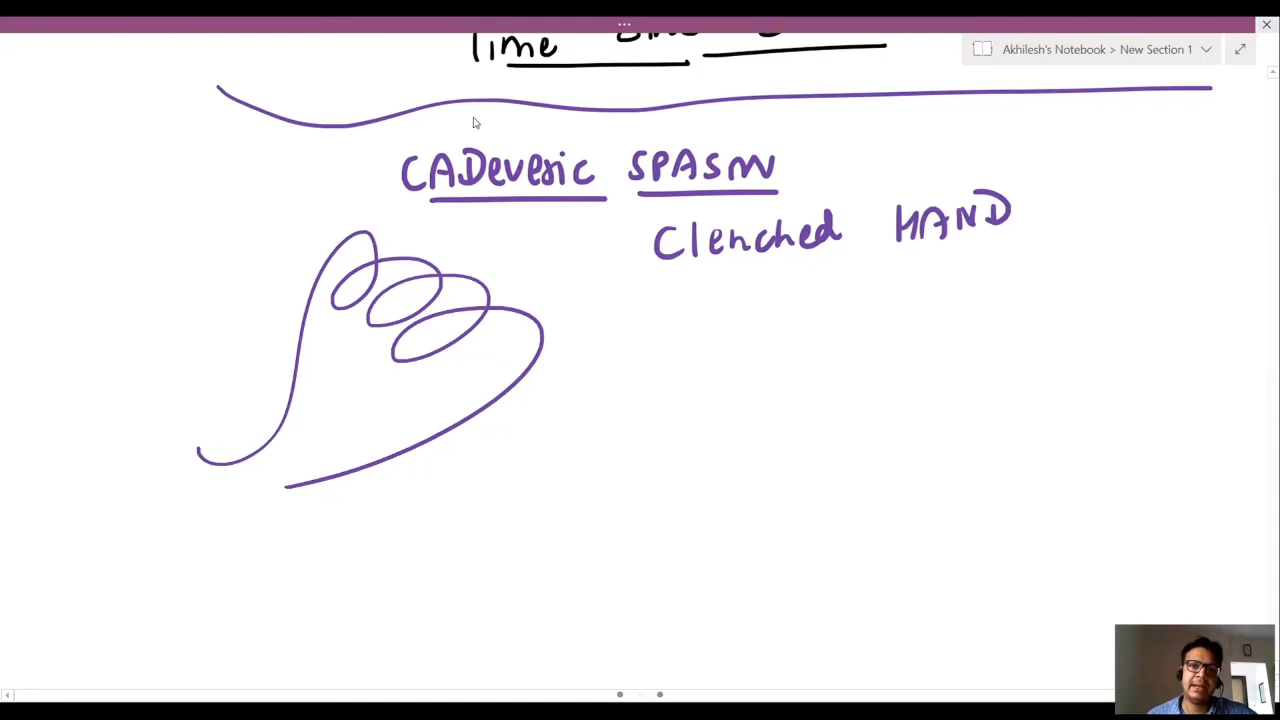 Time
Akhilesh's Notebook > New Section 1
CADeveric SPASM
Clenched HAND